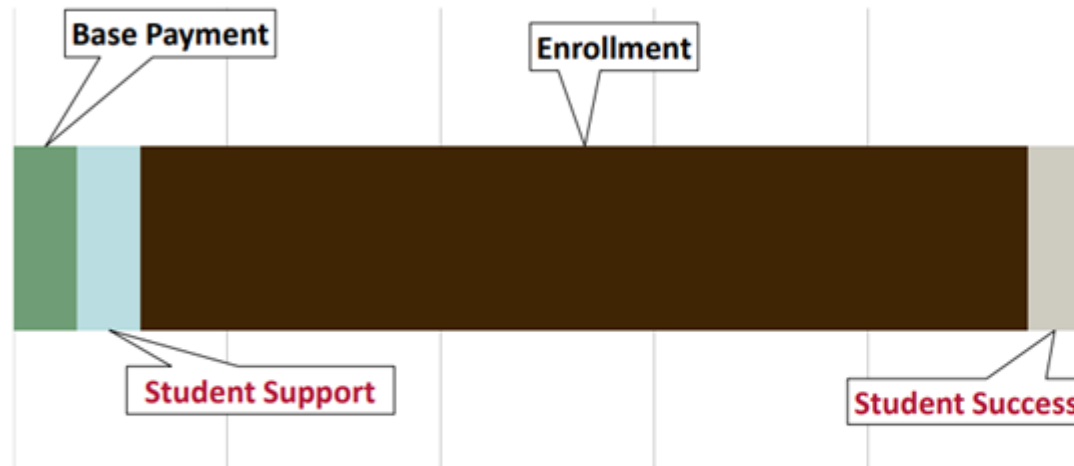 Base Payment
Enrollment
Student Support
Student Success